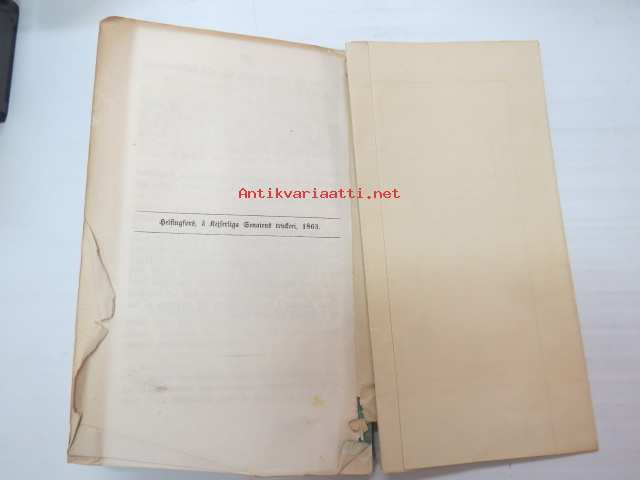 Antikvariaatti.net
Helsingfors, å Kejserliga Senatens tryckeri, 1863.